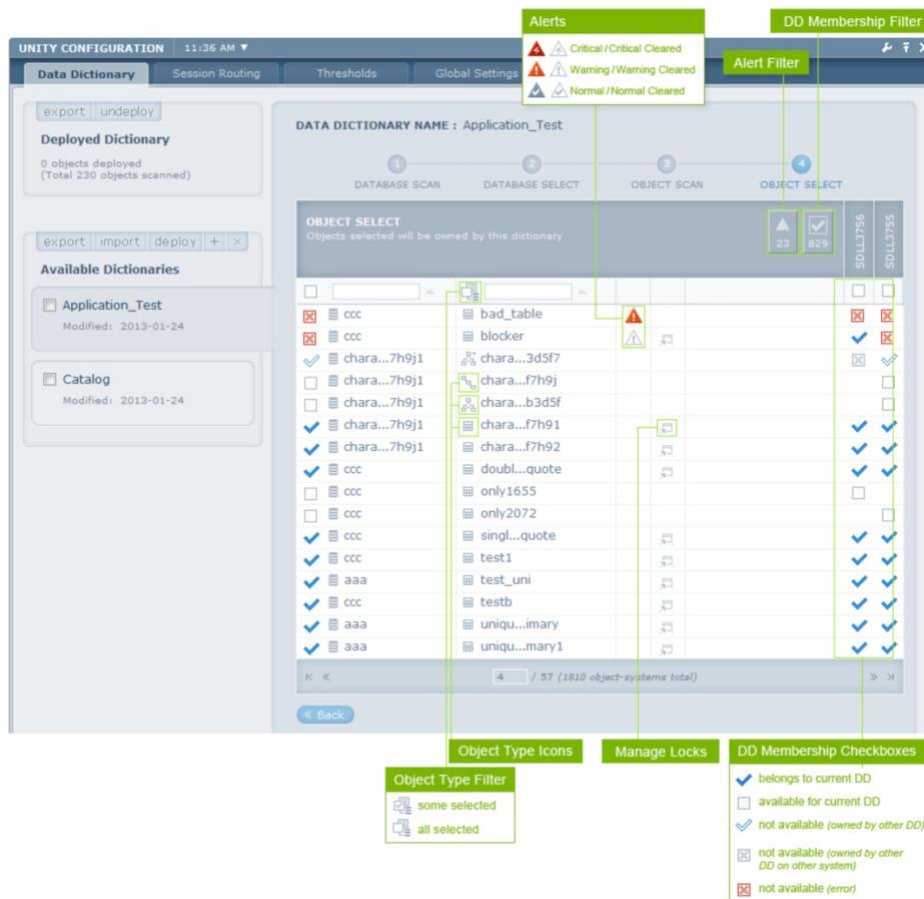 Alerts
Critical / Critical Cleared
Warning / Warning Cleared
Normal / Normal Cleared
DD Membership Filter
Alert Filter
UNITY CONFIGURATION 11:36 AM ▼
Data Dictionary Session Routing Thresholds Global Settings
export undeploy
Deployed Dictionary
0 objects deployed
(Total 230 objects scanned)
export import deploy + ×
Available Dictionaries
Application_Test
Modified: 2013-01-24
Catalog
Modified: 2013-01-24
DATA DICTIONARY NAME : Application_Test
1 2 3 4
DATABASE SCAN DATABASE SELECT OBJECT SCAN OBJECT SELECT
OBJECT SELECT
Objects selected will be owned by this dictionary
23 829 SDLL3756 SDLL3755
ccc bad_table
ccc blocker
chara...7h9j1 chara...3d5f7
chara...7h9j1 chara...f7h9j
chara...7h9j1 chara...b3d5f
chara...7h9j1 chara...f7h91
chara...7h9j1 chara...f7h92
ccc doubl...quote
ccc only1655
ccc only2072
ccc singl...quote
ccc test1
aaa test_uni
ccc testb
aaa uniqu...imary
aaa uniqu...mary1
4 / 57 (1810 object-systems total)
« Back
Object Type Icons
Manage Locks
Object Type Filter
some selected
all selected
DD Membership Checkboxes
belongs to current DD
available for current DD
not available (owned by other DD)
not available (owned by other
DD on other system)
not available (error)